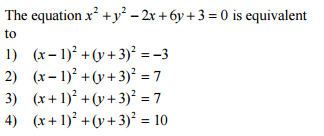 The equation x² + y² – 2x + 6y + 3 = 0 is equivalent
to
1) (x – 1)² + (y + 3)² = –3
2) (x – 1)² + (y + 3)² = 7
3) (x + 1)² + (y + 3)² = 7
4) (x + 1)² + (y + 3)² = 10